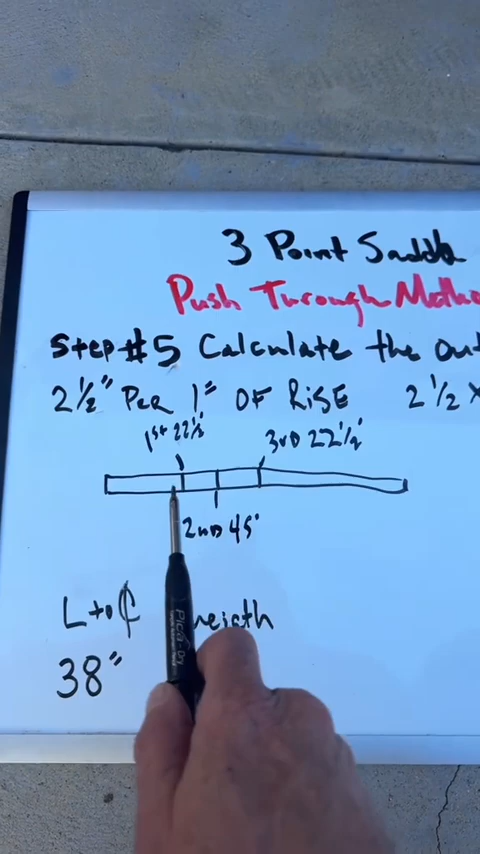 3 Point Saddle
Push Through Metho
Step #5 Calculate the out
2½" Per 1" OF RiSE 2½ x
1st 22½° 3rd 22½°
2nd 45°
L to ₵
38"
Pica-Dry